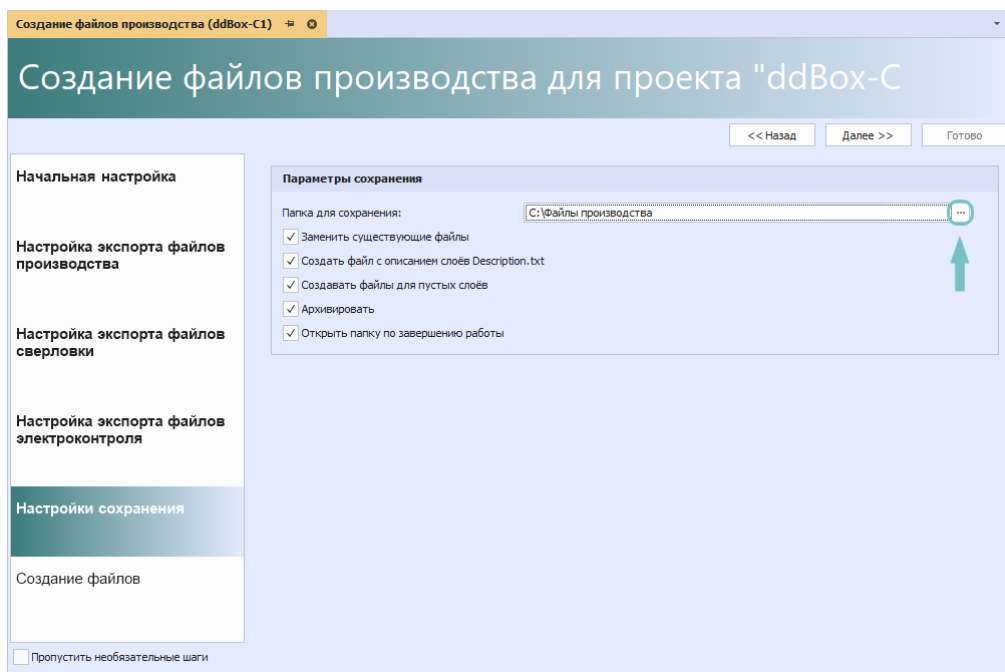 Создание файлов производства (ddBox-C1)
Создание файлов производства для проекта "ddBox-C
<< Назад
Далее >>
Готово
Начальная настройка
Настройка экспорта файлов
производства
Настройка экспорта файлов
сверловки
Настройка экспорта файлов
электроконтроля
Настройки сохранения
Создание файлов
Пропустить необязательные шаги
Параметры сохранения
Папка для сохранения:
C:\Файлы производства
...
Заменить существующие файлы
Создать файл с описанием слоёв Description.txt
Создавать файлы для пустых слоёв
Архивировать
Открыть папку по завершению работы